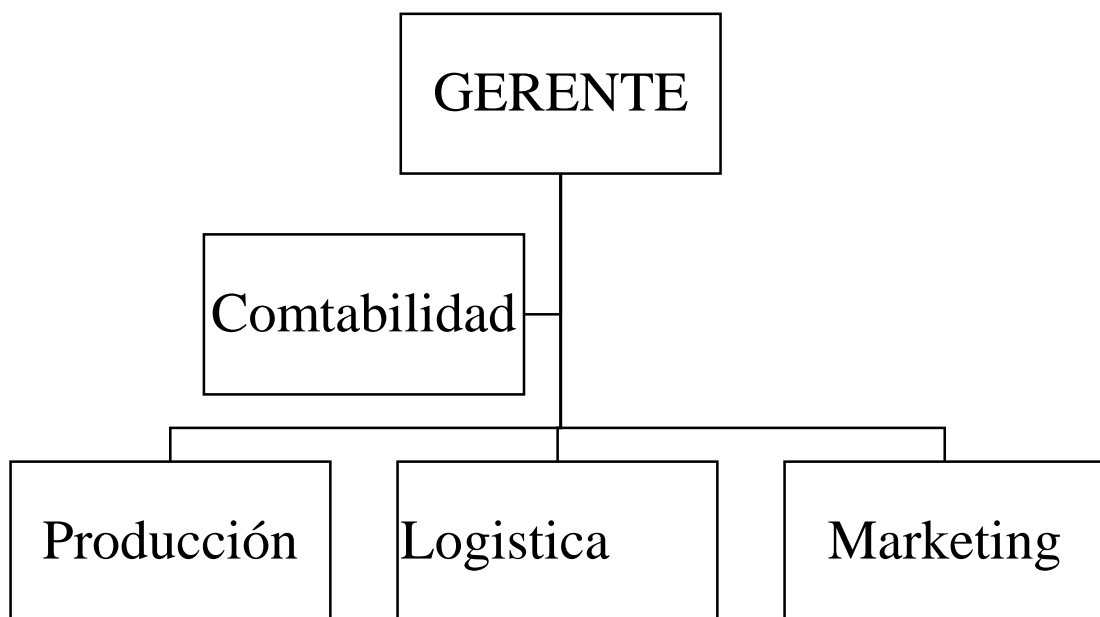 GERENTE
Comtabilidad
Producción
Logistica
Marketing